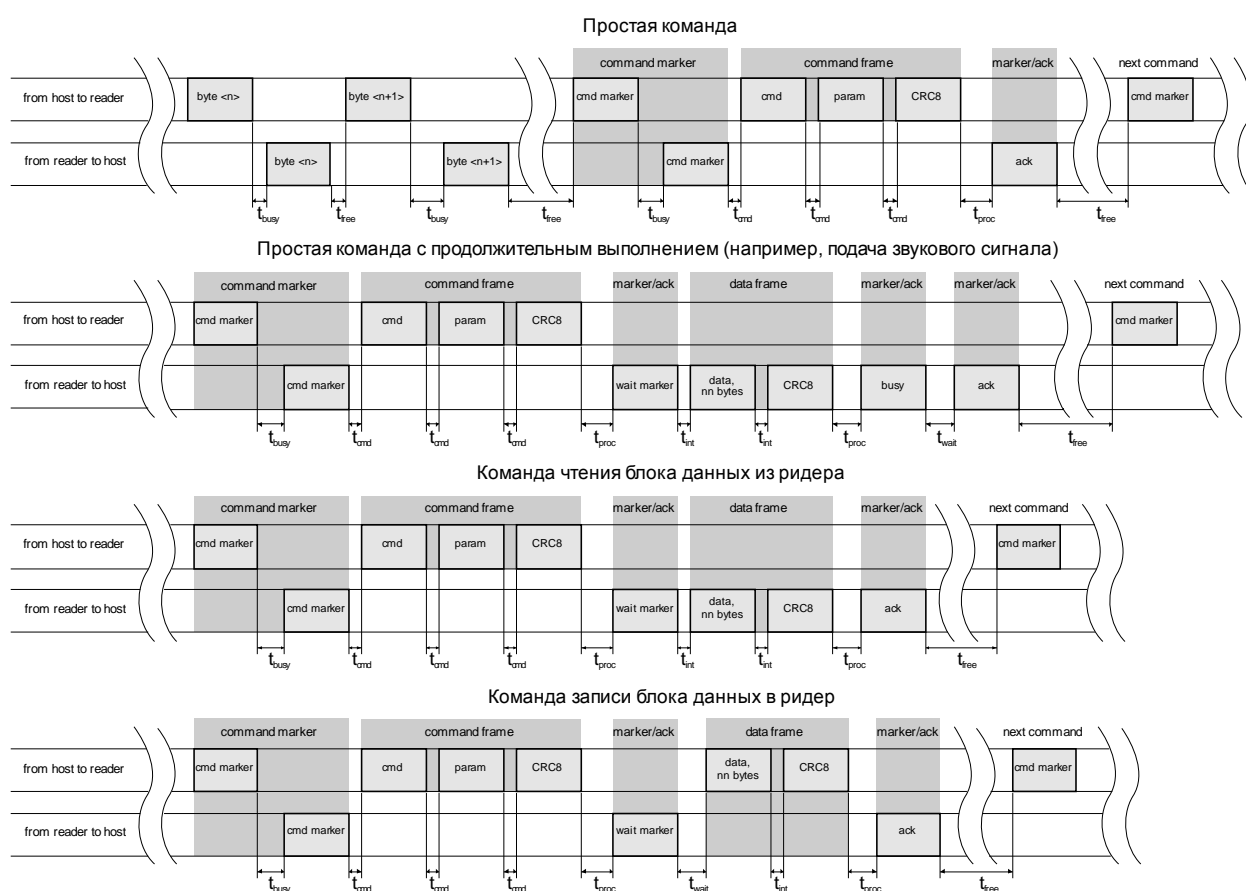 Простая команда
command marker command frame marker/ack next command
from host to reader byte <n> byte <n+1> cmd marker cmd param CRC8 cmd marker
from reader to host byte <n> byte <n+1> cmd marker ack
tbusy tfree tbusy tfree tbusy tcmd tcmd tcmd tproc tfree
Простая команда с продолжительным выполнением (например, подача звукового сигнала)
command marker command frame marker/ack data frame marker/ack marker/ack next command
from host to reader cmd marker cmd param CRC8 cmd marker
from reader to host cmd marker wait marker data, nn bytes CRC8 busy ack
tbusy tcmd tcmd tcmd tproc tint tint tproc twait tfree
Команда чтения блока данных из ридера
command marker command frame marker/ack data frame marker/ack next command
from host to reader cmd marker cmd param CRC8 cmd marker
from reader to host cmd marker wait marker data, nn bytes CRC8 ack
tbusy tcmd tcmd tcmd tproc tint tint tproc tfree
Команда записи блока данных в ридер
command marker command frame marker/ack data frame marker/ack next command
from host to reader cmd marker cmd param CRC8 data, nn bytes CRC8 cmd marker
from reader to host cmd marker wait marker ack
tbusy tcmd tcmd tcmd tproc twait tint tproc tfree